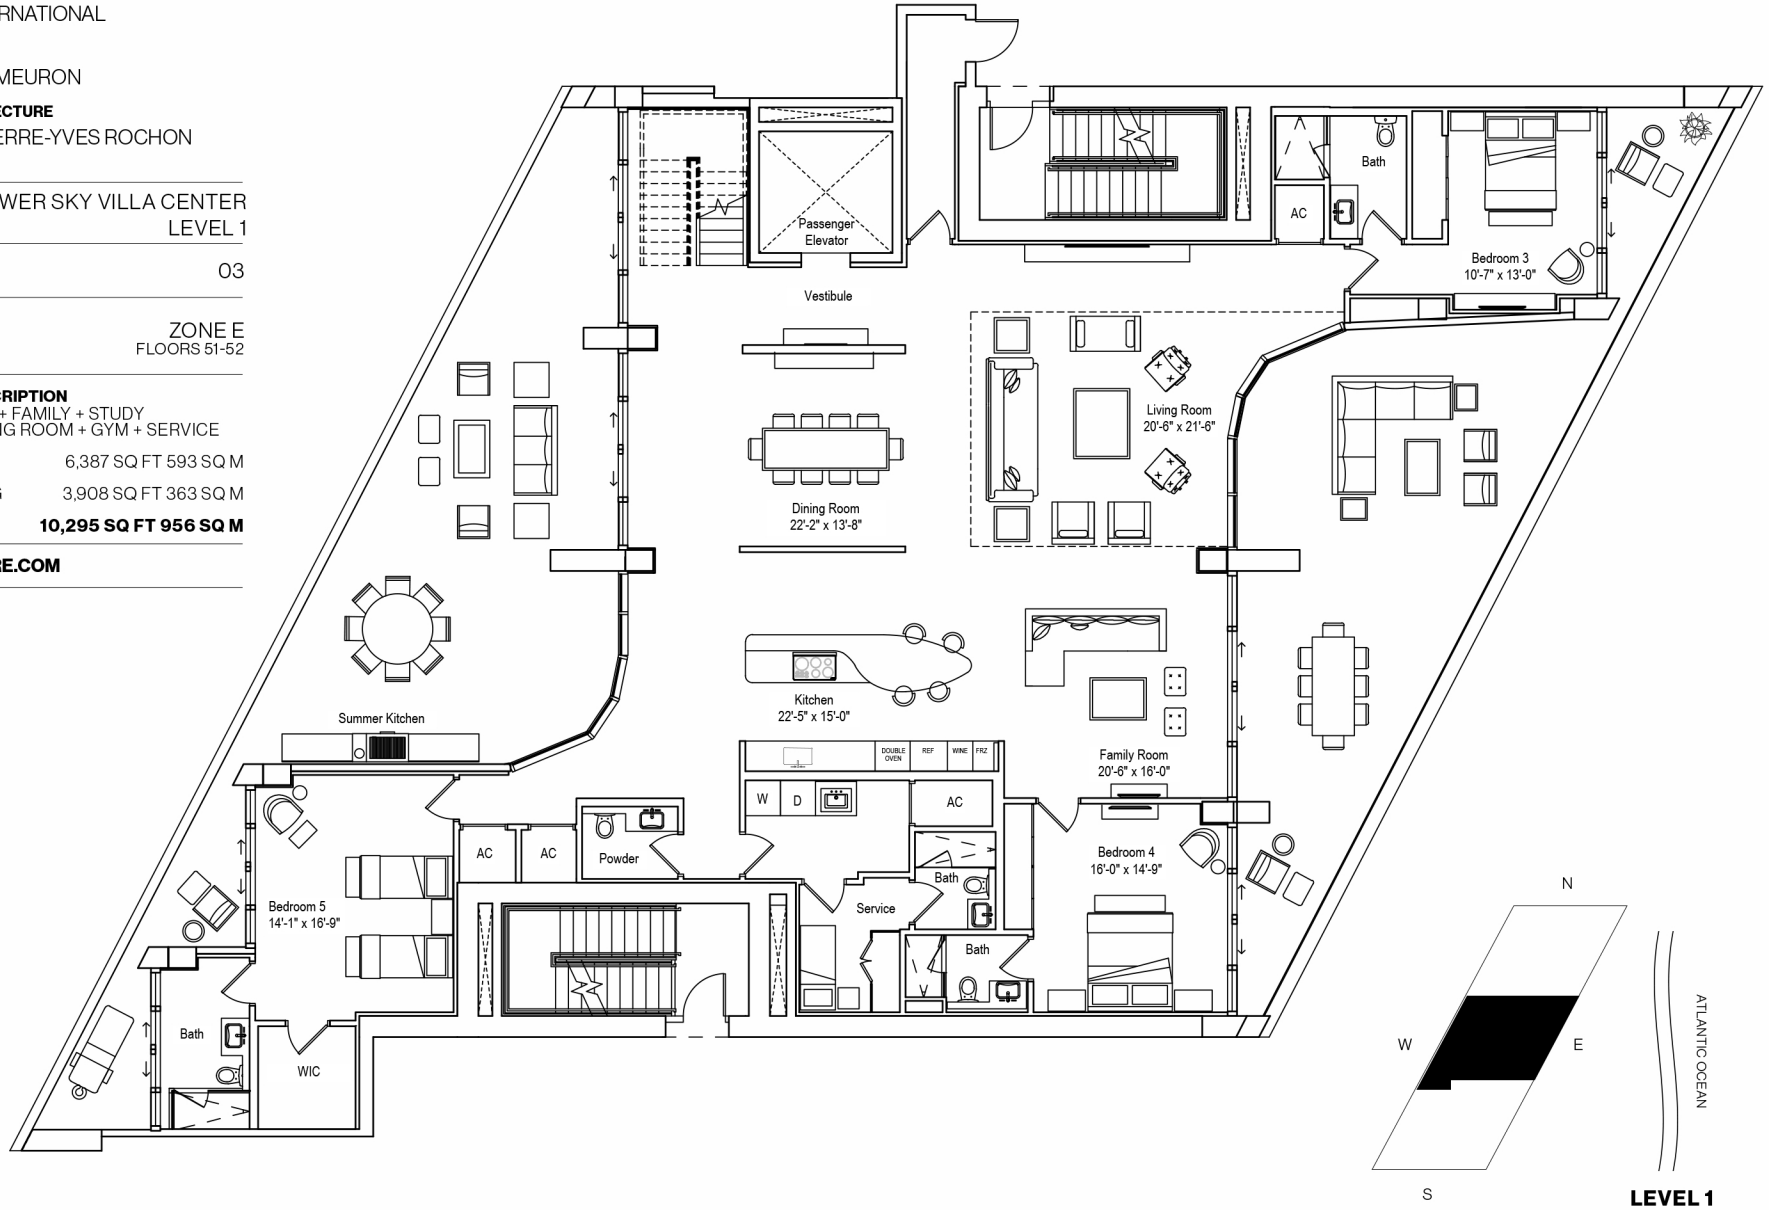 RNATIONAL
MEURON
ECTURE
ERRE-YVES ROCHON
WER SKY VILLA CENTER
LEVEL 1
03
ZONE E
FLOORS 51-52
CRIPTION
+ FAMILY + STUDY
NG ROOM + GYM + SERVICE
6,387 SQ FT 593 SQ M
G 3,908 SQ FT 363 SQ M
10,295 SQ FT 956 SQ M
RE.COM
Passenger
Elevator
Vestibule
Bath
AC
Bedroom 3
10'-7" x 13'-0"
Living Room
20'-6" x 21'-6"
Dining Room
22'-2" x 13'-8"
Kitchen
22'-5" x 15'-0"
Summer Kitchen
DOUBLE
OVEN
REF
WINE
FRZ
Family Room
20'-6" x 16'-0"
W
D
AC
AC
AC
Powder
Bedroom 4
16'-0" x 14'-9"
Bath
Service
Bedroom 5
14'-1" x 16'-9"
Bath
Bath
WIC
N
W
E
S
ATLANTIC OCEAN
LEVEL 1